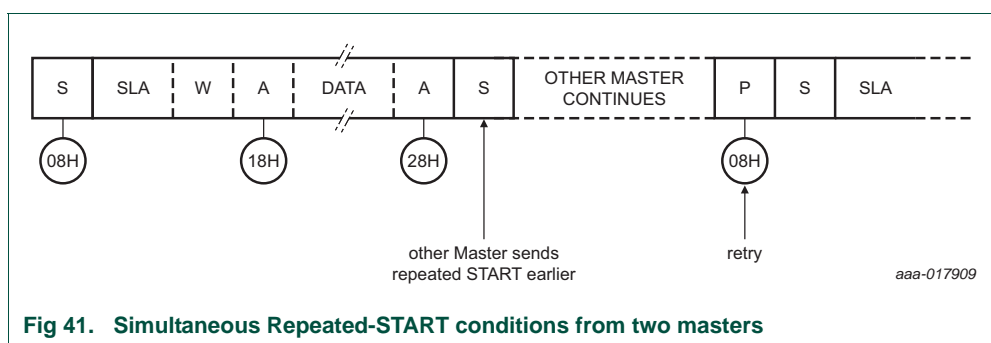 S SLA W A DATA A S OTHER MASTER CONTINUES P S SLA
08H 18H 28H 08H
other Master sends
repeated START earlier
retry
aaa-017909
Fig 41. Simultaneous Repeated-START conditions from two masters